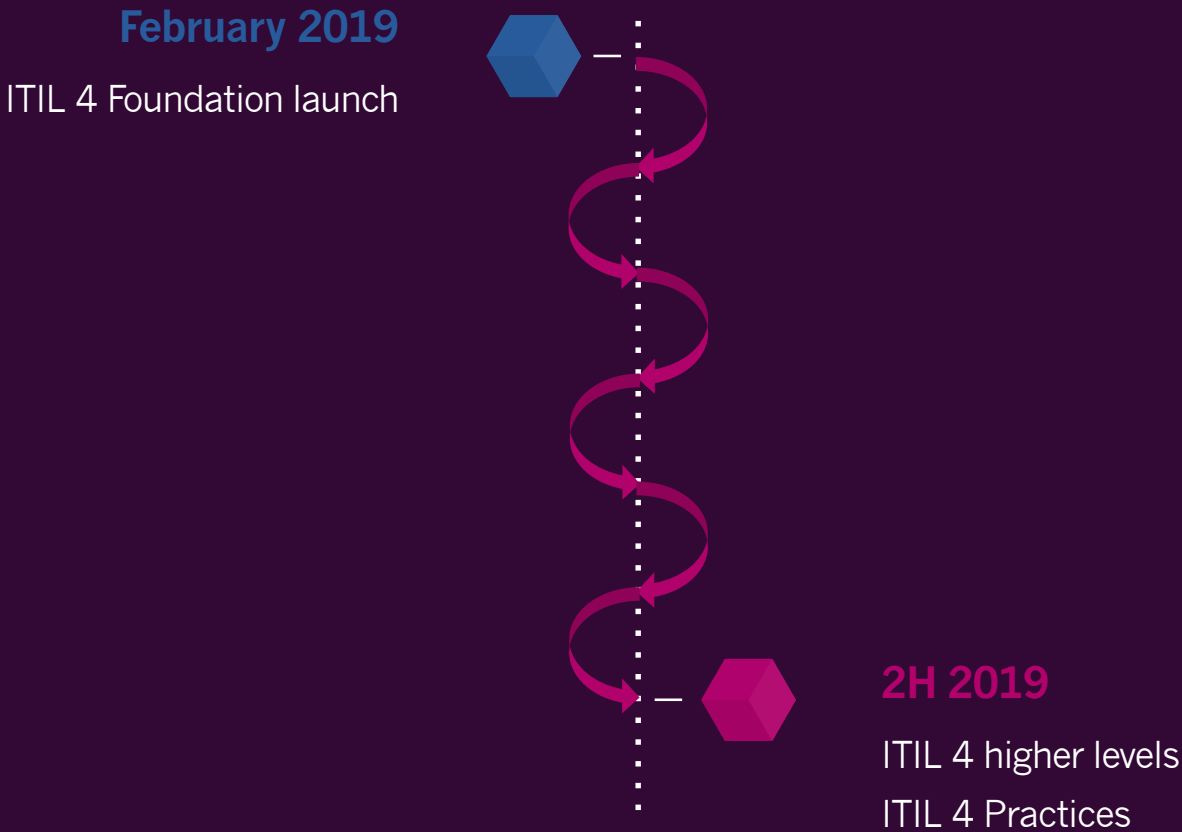 February 2019
ITIL 4 Foundation launch
2H 2019
ITIL 4 higher levels
ITIL 4 Practices